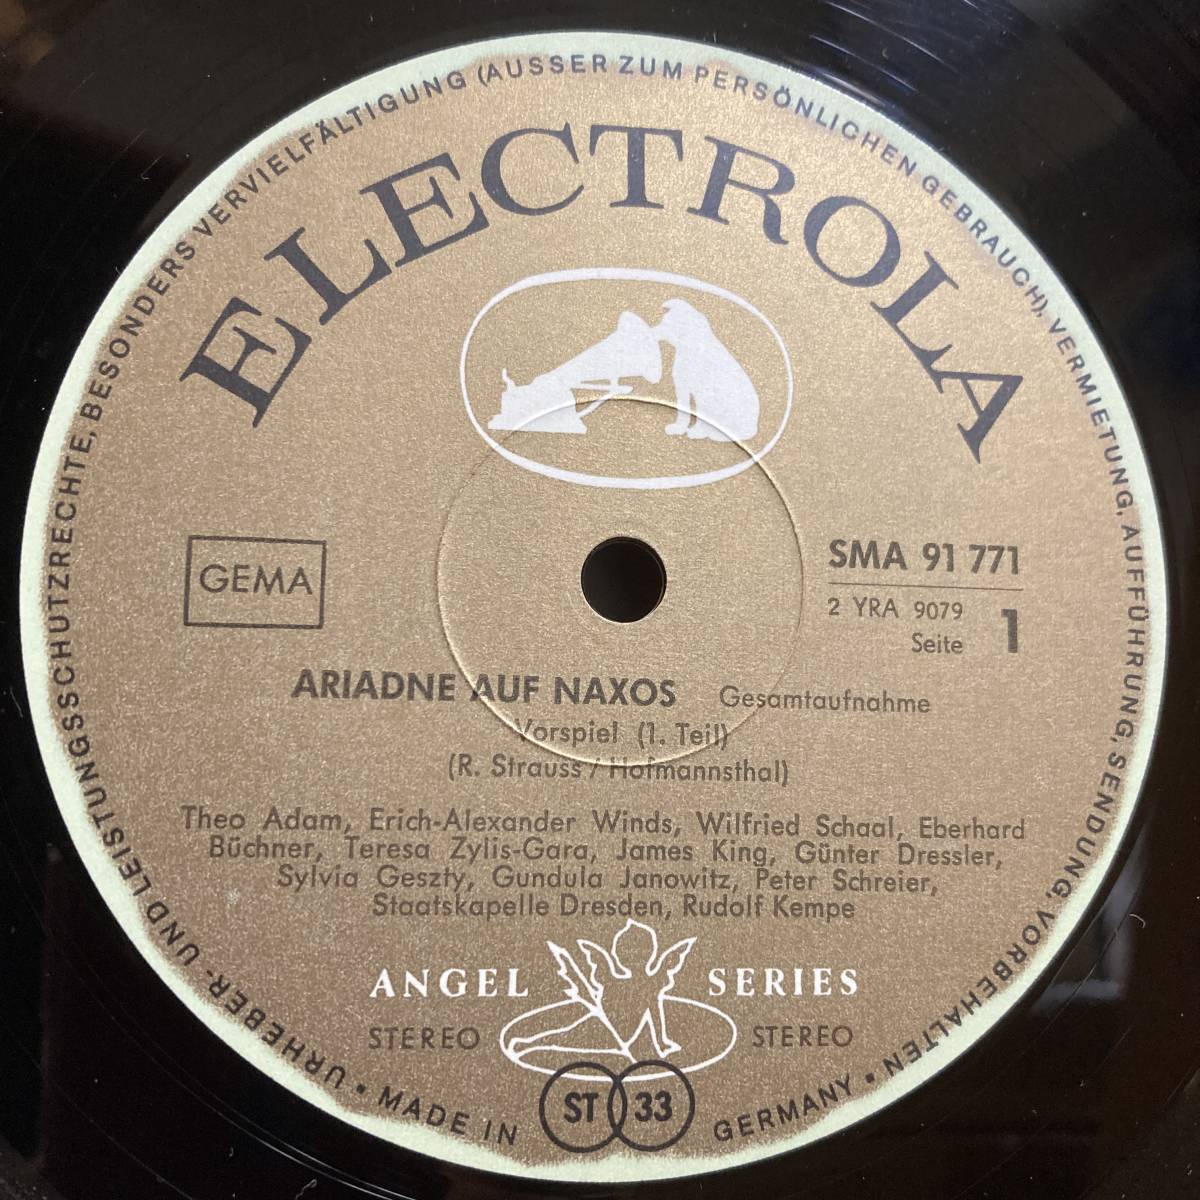 URHEBER- UND LEISTUNGSSCHUTZRECHTE, BESONDERS VERVIELFÄLTIGUNG (AUSSER ZUM PERSÖNLICHEN GEBRAUCH), VERMIETUNG, AUFFÜHRUNG, SENDUNG, VORBEHALTEN •
ELECTROLA
GEMA
SMA 91 771
2 YRA 9079
Seite 1
ARIADNE AUF NAXOS Gesamtaufnahme
Vorspiel (1. Teil)
(R. Strauss / Hofmannsthal)
Theo Adam, Erich-Alexander Winds, Wilfried Schaal, Eberhard
Büchner, Teresa Zylis-Gara, James King, Günter Dressler,
Sylvia Geszty, Gundula Janowitz, Peter Schreier,
Staatskapelle Dresden, Rudolf Kempe
ANGEL SERIES
STEREO STEREO
ST 33
• MADE IN GERMANY